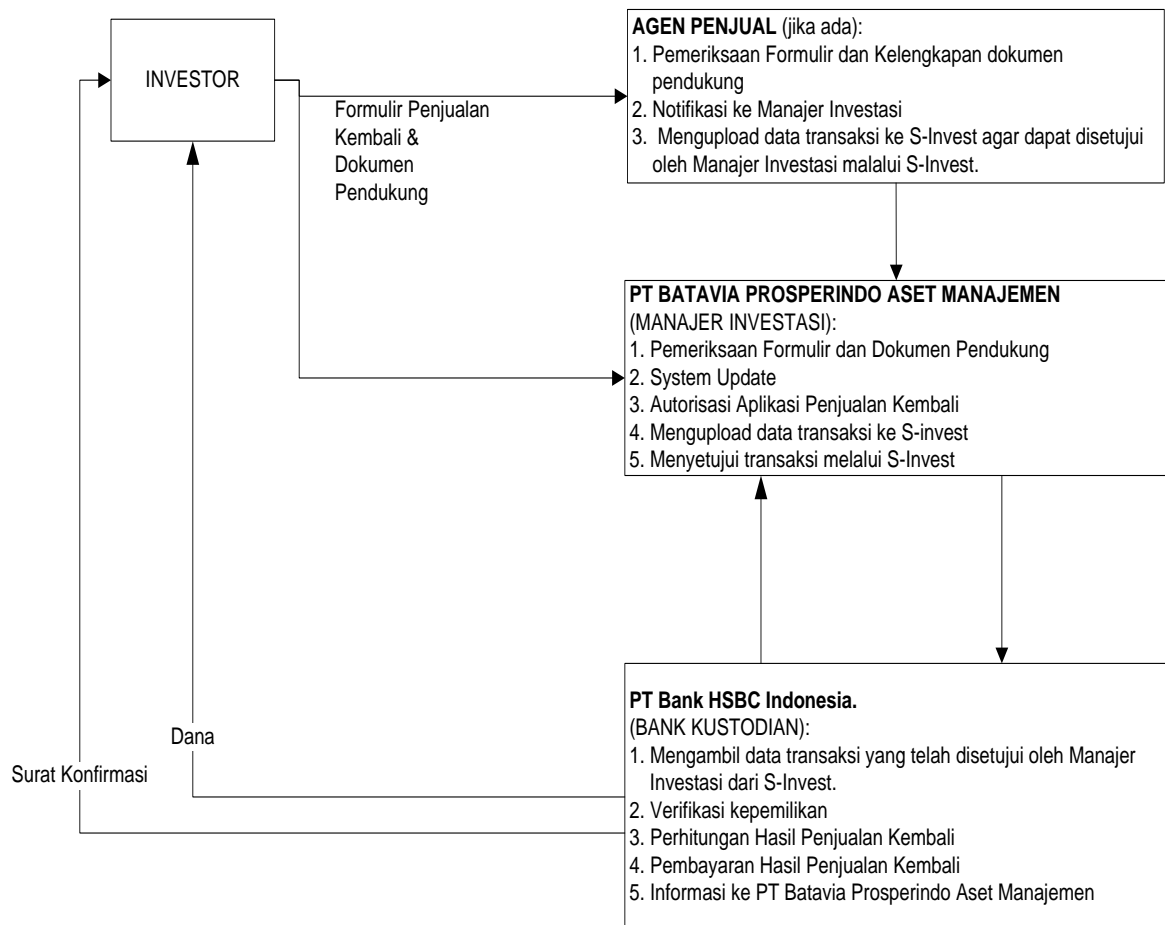 INVESTOR
Formulir Penjualan
Kembali &
Dokumen
Pendukung
AGEN PENJUAL (jika ada):
1. Pemeriksaan Formulir dan Kelengkapan dokumen
pendukung
2. Notifikasi ke Manajer Investasi
3. Mengupload data transaksi ke S-Invest agar dapat disetujui
oleh Manajer Investasi malalui S-Invest.
PT BATAVIA PROSPERINDO ASET MANAJEMEN
(MANAJER INVESTASI):
1. Pemeriksaan Formulir dan Dokumen Pendukung
2. System Update
3. Autorisasi Aplikasi Penjualan Kembali
4. Mengupload data transaksi ke S-invest
5. Menyetujui transaksi melalui S-Invest
PT Bank HSBC Indonesia.
(BANK KUSTODIAN):
1. Mengambil data transaksi yang telah disetujui oleh Manajer
Investasi dari S-Invest.
2. Verifikasi kepemilikan
3. Perhitungan Hasil Penjualan Kembali
4. Pembayaran Hasil Penjualan Kembali
5. Informasi ke PT Batavia Prosperindo Aset Manajemen
Dana
Surat Konfirmasi